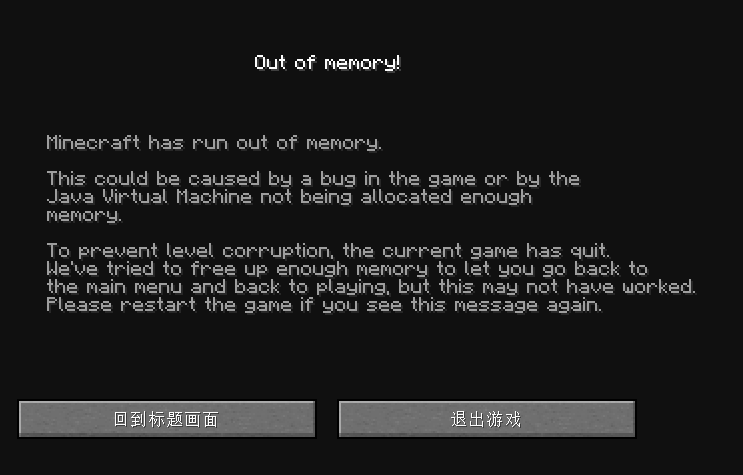 Out of memory!
Minecraft has run out of memory.
This could be caused by a bug in the game or by the
Java Virtual Machine not being allocated enough
memory.
To prevent level corruption, the current game has quit.
We've tried to free up enough memory to let you go back to
the main menu and back to playing, but this may not have worked.
Please restart the game if you see this message again.
回到标题画面
退出游戏